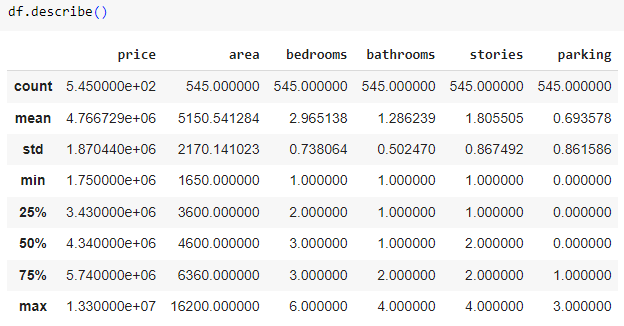 df.describe()
price area bedrooms bathrooms stories parking
count 5.450000e+02 545.000000 545.000000 545.000000 545.000000 545.000000
mean 4.766729e+06 5150.541284 2.965138 1.286239 1.805505 0.693578
std 1.870440e+06 2170.141023 0.738064 0.502470 0.867492 0.861586
min 1.750000e+06 1650.000000 1.000000 1.000000 1.000000 0.000000
25% 3.430000e+06 3600.000000 2.000000 1.000000 1.000000 0.000000
50% 4.340000e+06 4600.000000 3.000000 1.000000 2.000000 0.000000
75% 5.740000e+06 6360.000000 3.000000 2.000000 2.000000 1.000000
max 1.330000e+07 16200.000000 6.000000 4.000000 4.000000 3.000000